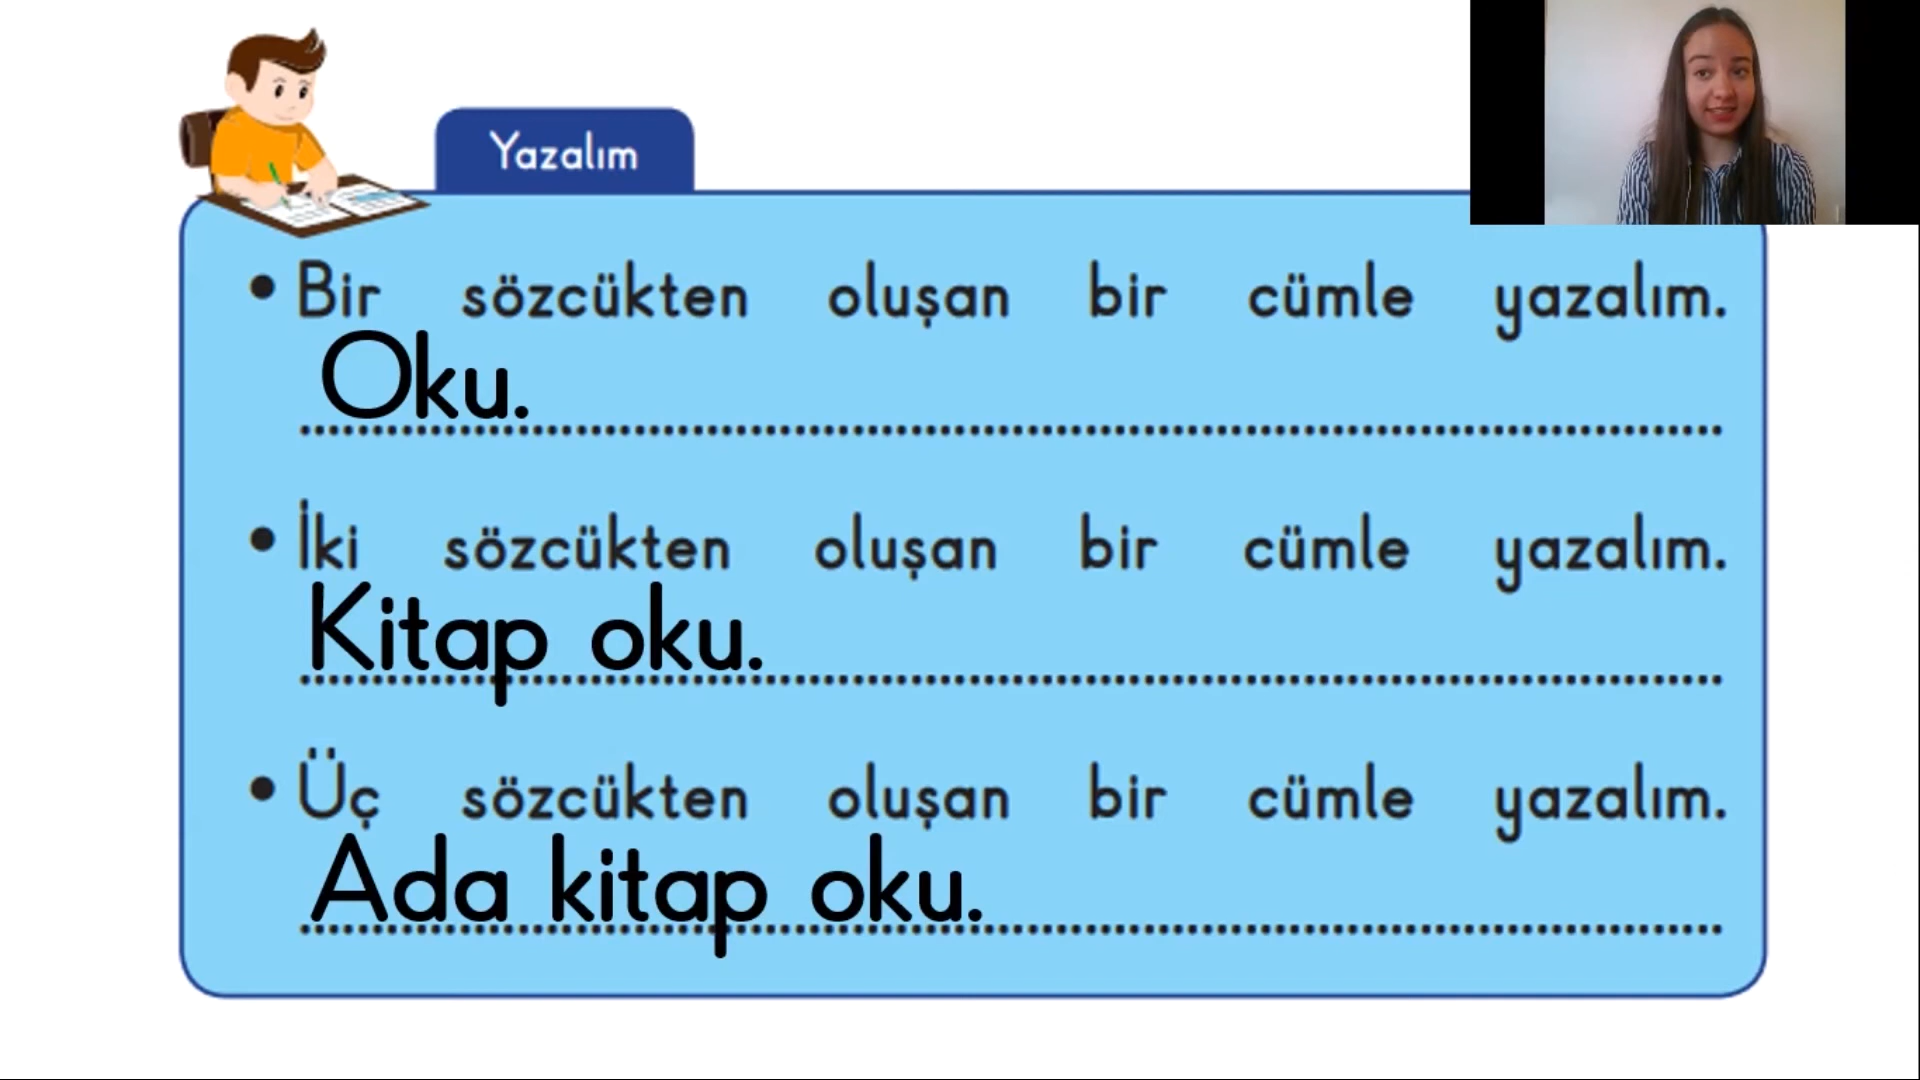 Yazalım
• Bir sözcükten oluşan bir cümle yazalım.
Oku.
• İki sözcükten oluşan bir cümle yazalım.
Kitap oku.
• Üç sözcükten oluşan bir cümle yazalım.
Ada kitap oku.